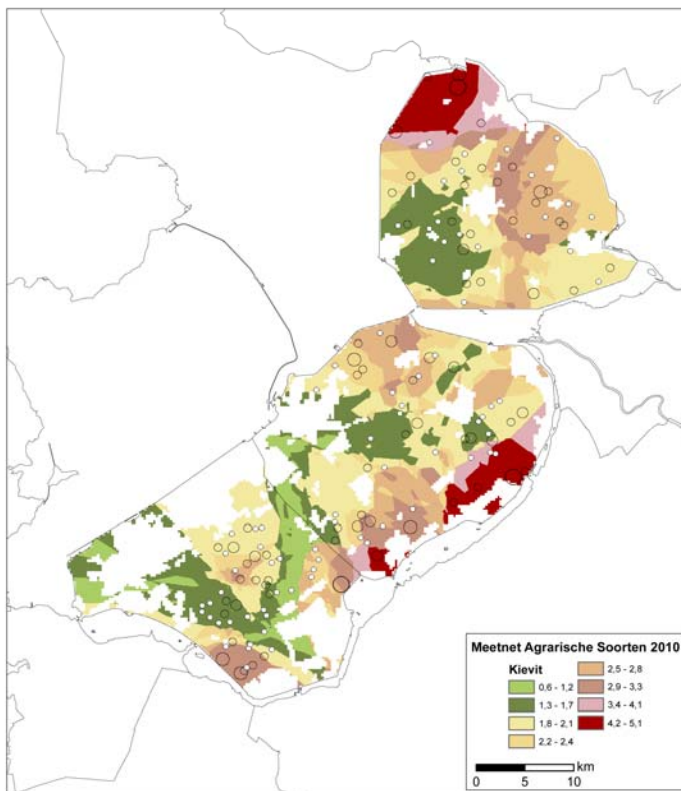 Meetnet Agrarische Soorten 2010
Kievit
0,6 - 1,2
1,3 - 1,7
1,8 - 2,1
2,2 - 2,4
2,5 - 2,8
2,9 - 3,3
3,4 - 4,1
4,2 - 5,1
km
0 5 10